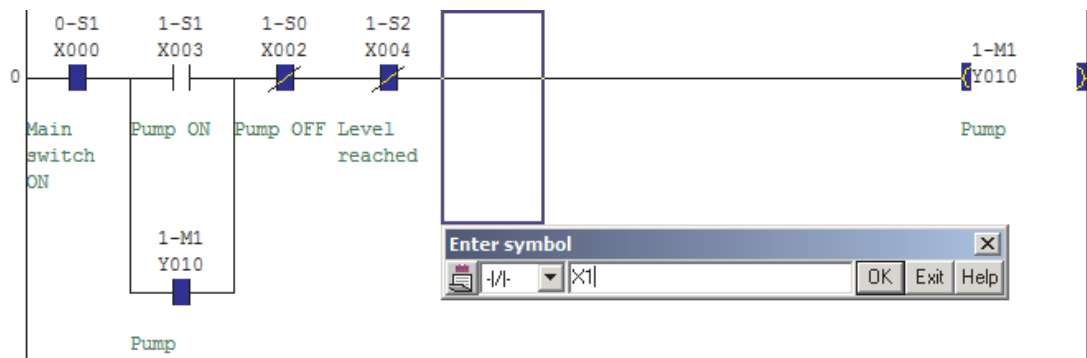 0-S1 1-S1 1-S0 1-S2
X000 X003 X002 X004 1-M1
0 Y010
Main Pump ON Pump OFF Level Pump
switch reached
ON
1-M1 Enter symbol
Y010 X1 OK Exit Help
Pump